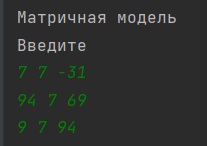 Матричная модель
Введите
7 7 -31
94 7 69
9 7 94